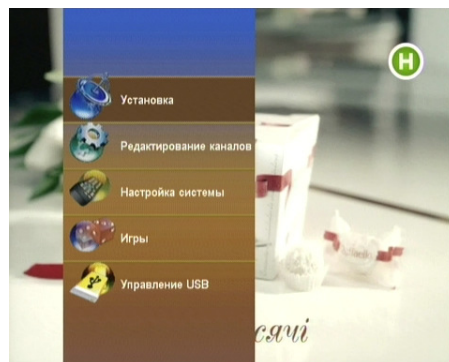 H
Установка
Редактирование каналов
Настройка системы
Игры
Управление USB
сячі